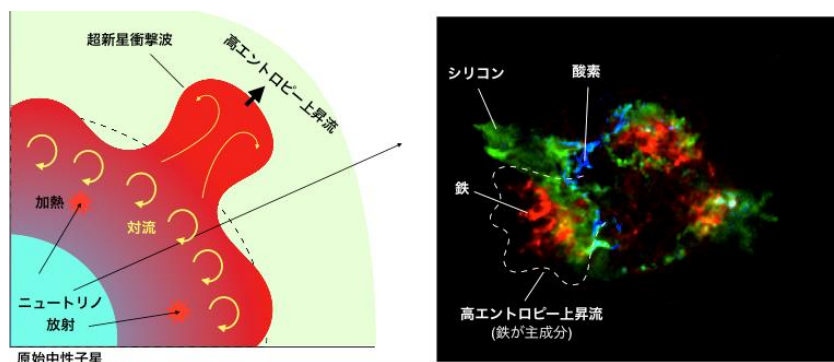 超新星衝撃波
高エントロピー上昇流
加熱
対流
ニュートリノ
放射
原始中性子星
シリコン
酸素
鉄
高エントロピー上昇流
(鉄が主成分)